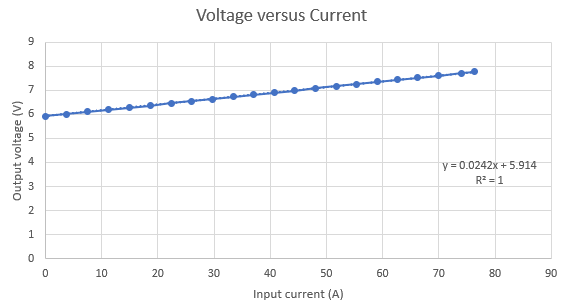 Voltage versus Current
Output voltage (V)
9
8
7
6
5
4
3
2
1
0
y = 0.0242x + 5.914
R² = 1
0 10 20 30 40 50 60 70 80 90
Input current (A)